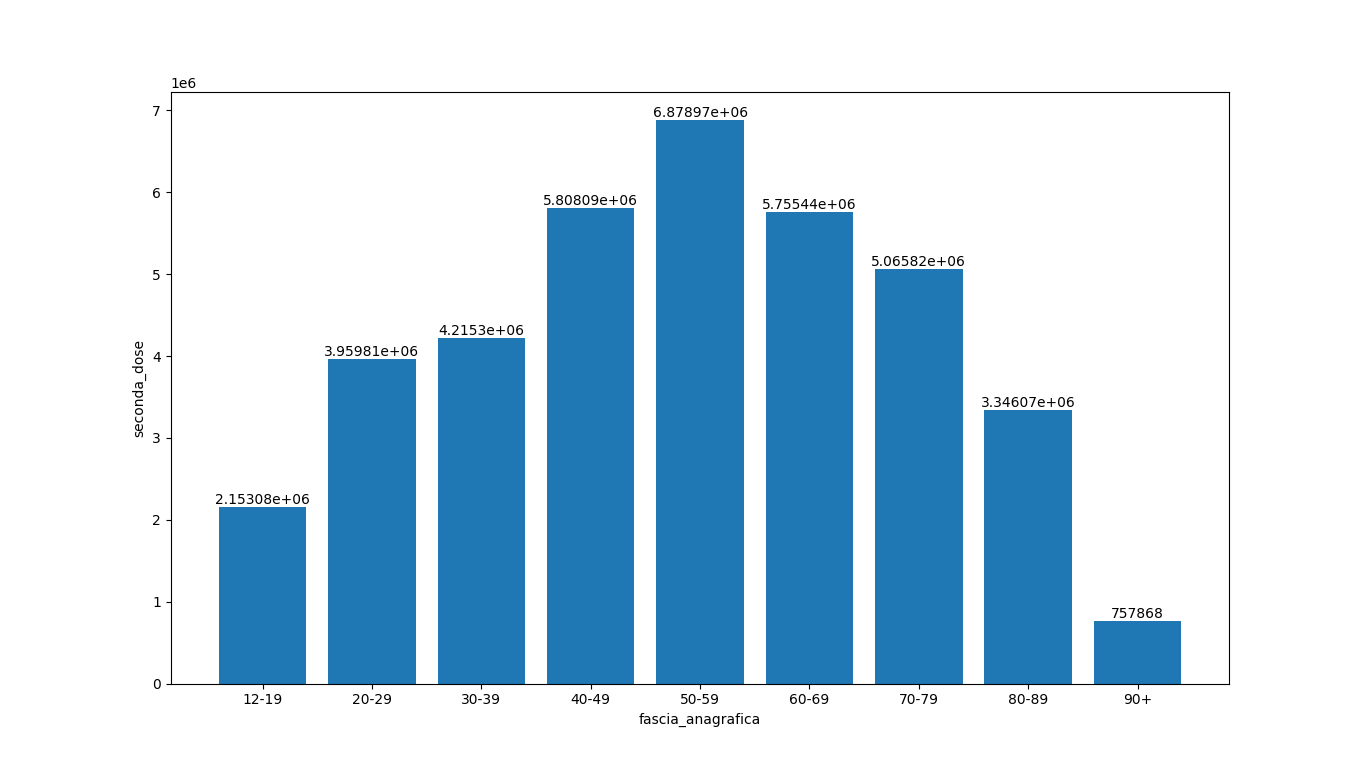 1e6
7
6
5
4
3
2
1
0
seconda_dose
2.15308e+06
3.95981e+06
4.2153e+06
5.80809e+06
6.87897e+06
5.75544e+06
5.06582e+06
3.34607e+06
757868
12-19 20-29 30-39 40-49 50-59 60-69 70-79 80-89 90+
fascia_anagrafica